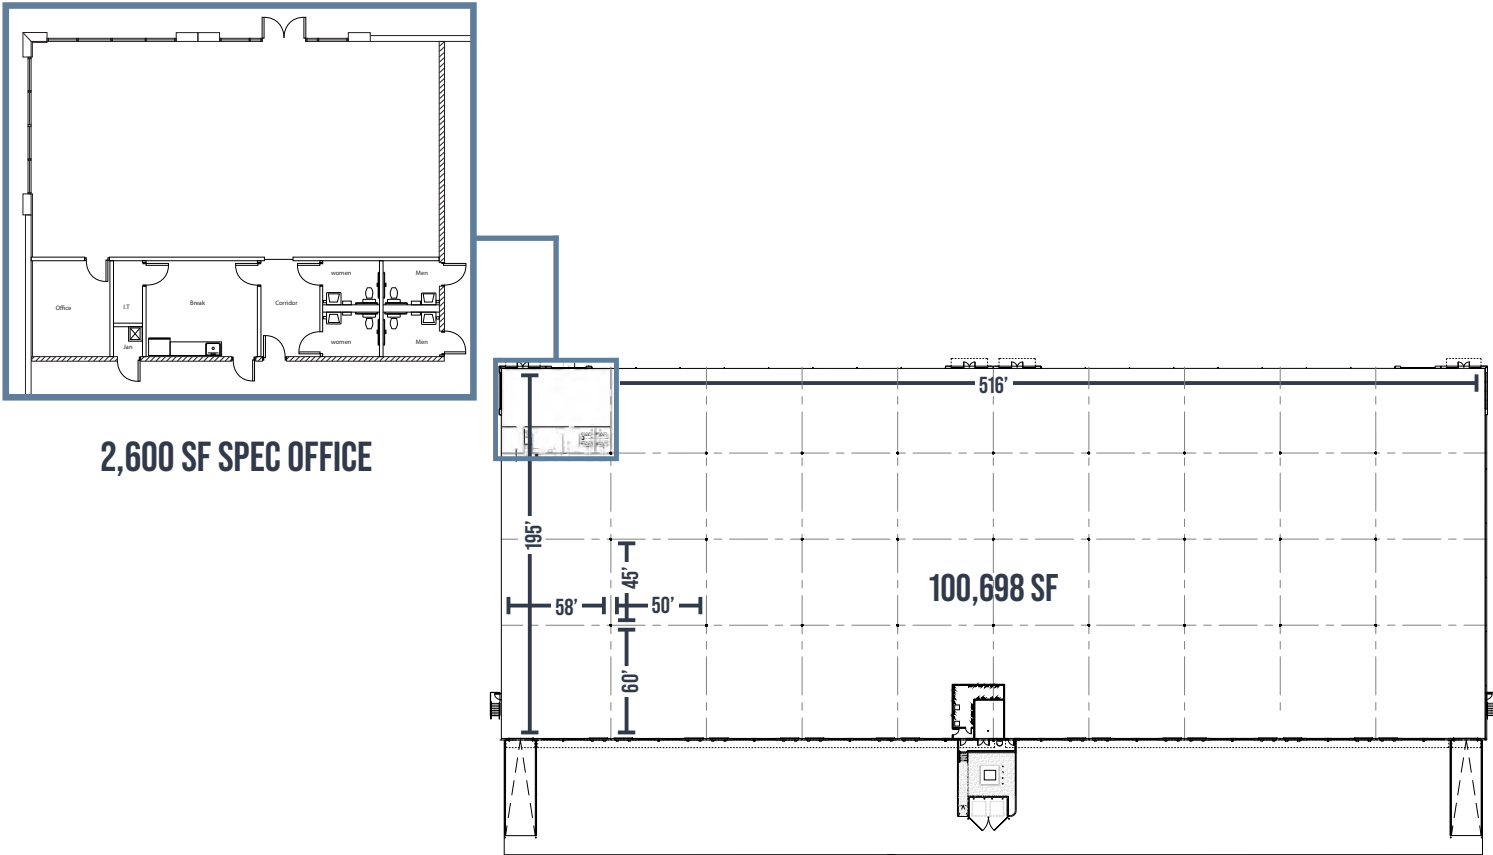 women
Men
Office
I.T
Break
Corridor
Jan
women
Men
2,600 SF SPEC OFFICE
516'
195'
45'
58'
50'
100,698 SF
60'